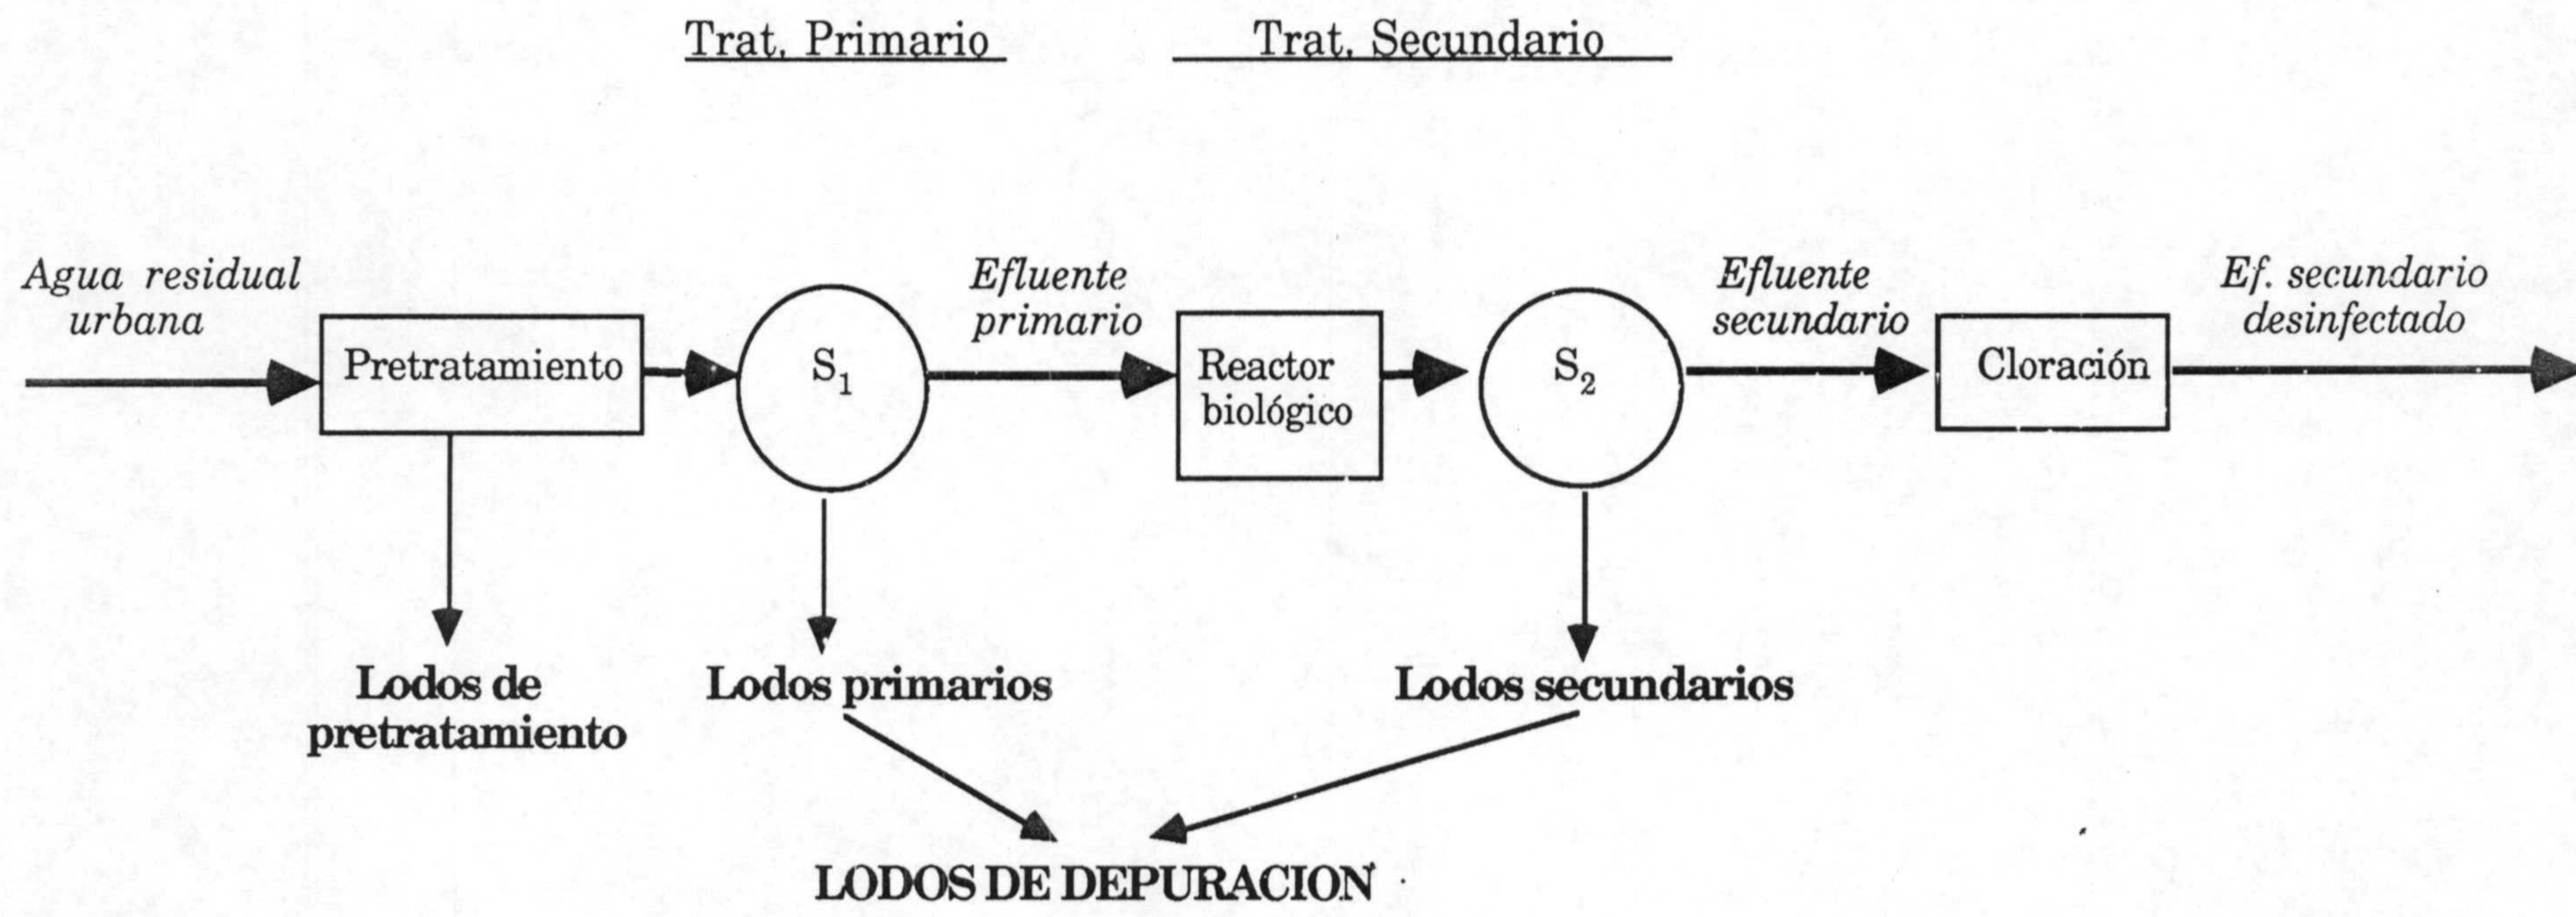 Trat. Primario
Trat. Secundario
Agua residual
urbana
Pretratamiento
S₁
Efluente
primario
Reactor
biológico
S₂
Efluente
secundario
Cloración
Ef. secundario
desinfectado
Lodos de
pretratamiento
Lodos primarios
Lodos secundarios
LODOS DE DEPURACION